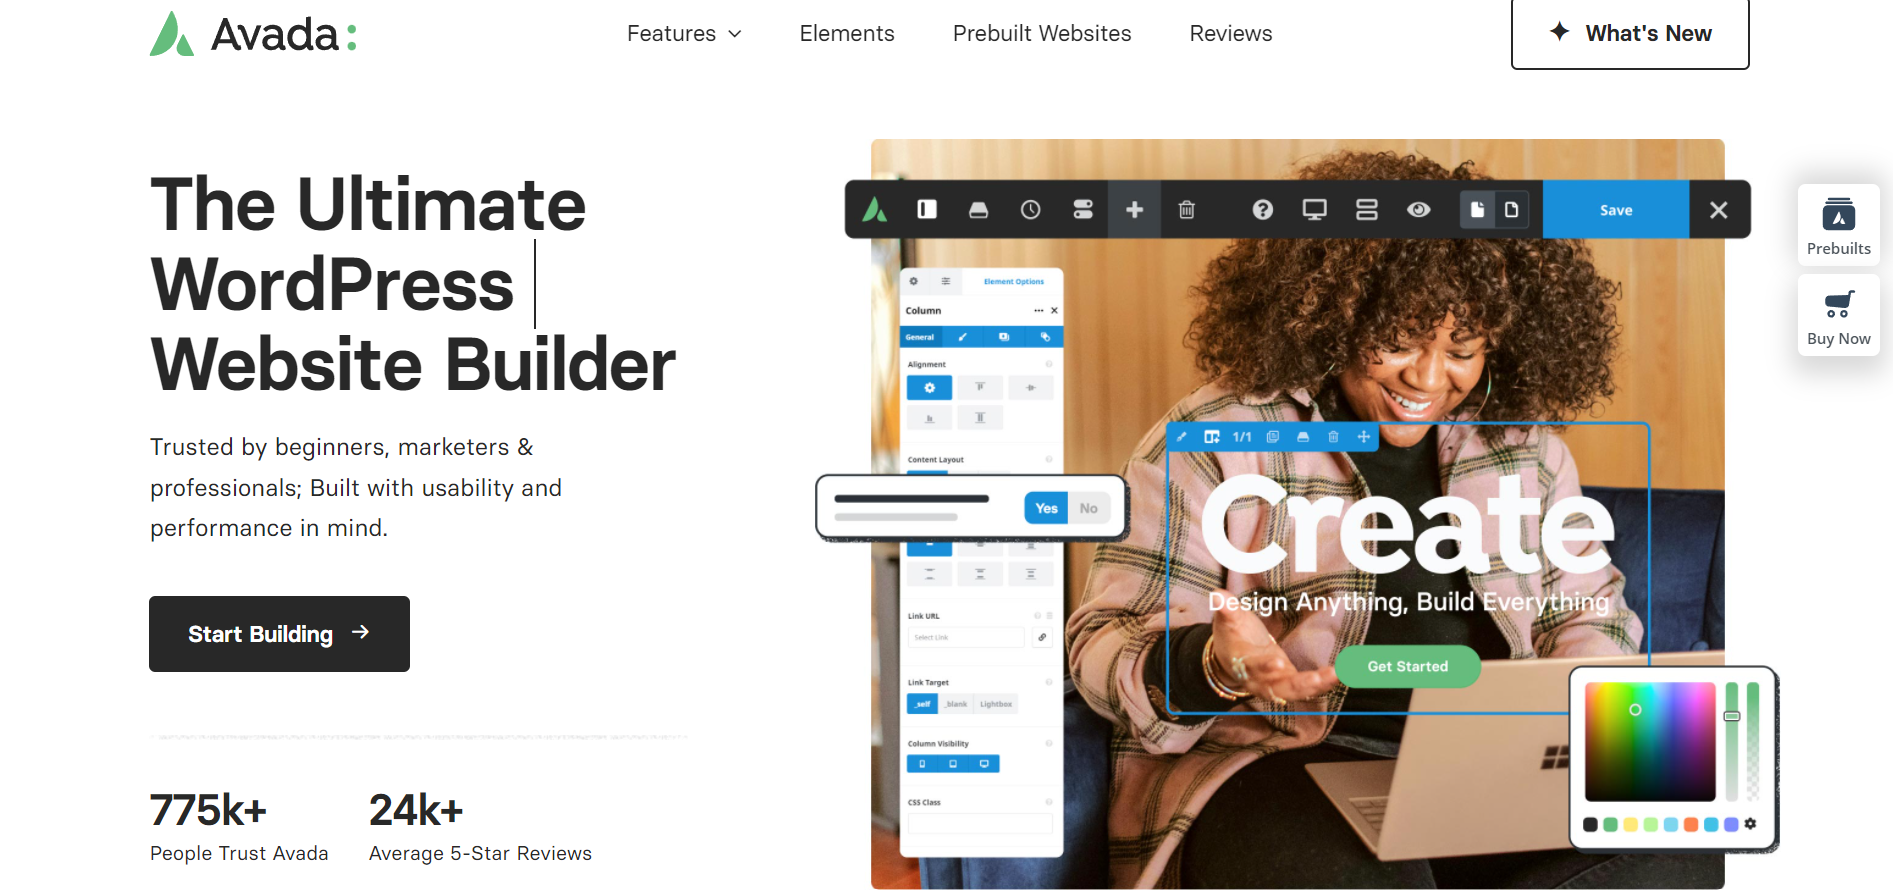 Avada
Features
Elements
Prebuilt Websites
Reviews
What's New
The Ultimate
WordPress
Website Builder
Trusted by beginners, marketers &
professionals; Built with usability and
performance in mind.
Start Building
775k+
People Trust Avada
24k+
Average 5-Star Reviews
Save
Element Options
Column
General
Alignment
Content Layout
Yes No
Link URL
Select Link
Link Target
_self _blank Lightbox
Column Visibility
CSS Class
1/1
Create
Design Anything, Build Everything
Get Started
Prebuilts
Buy Now